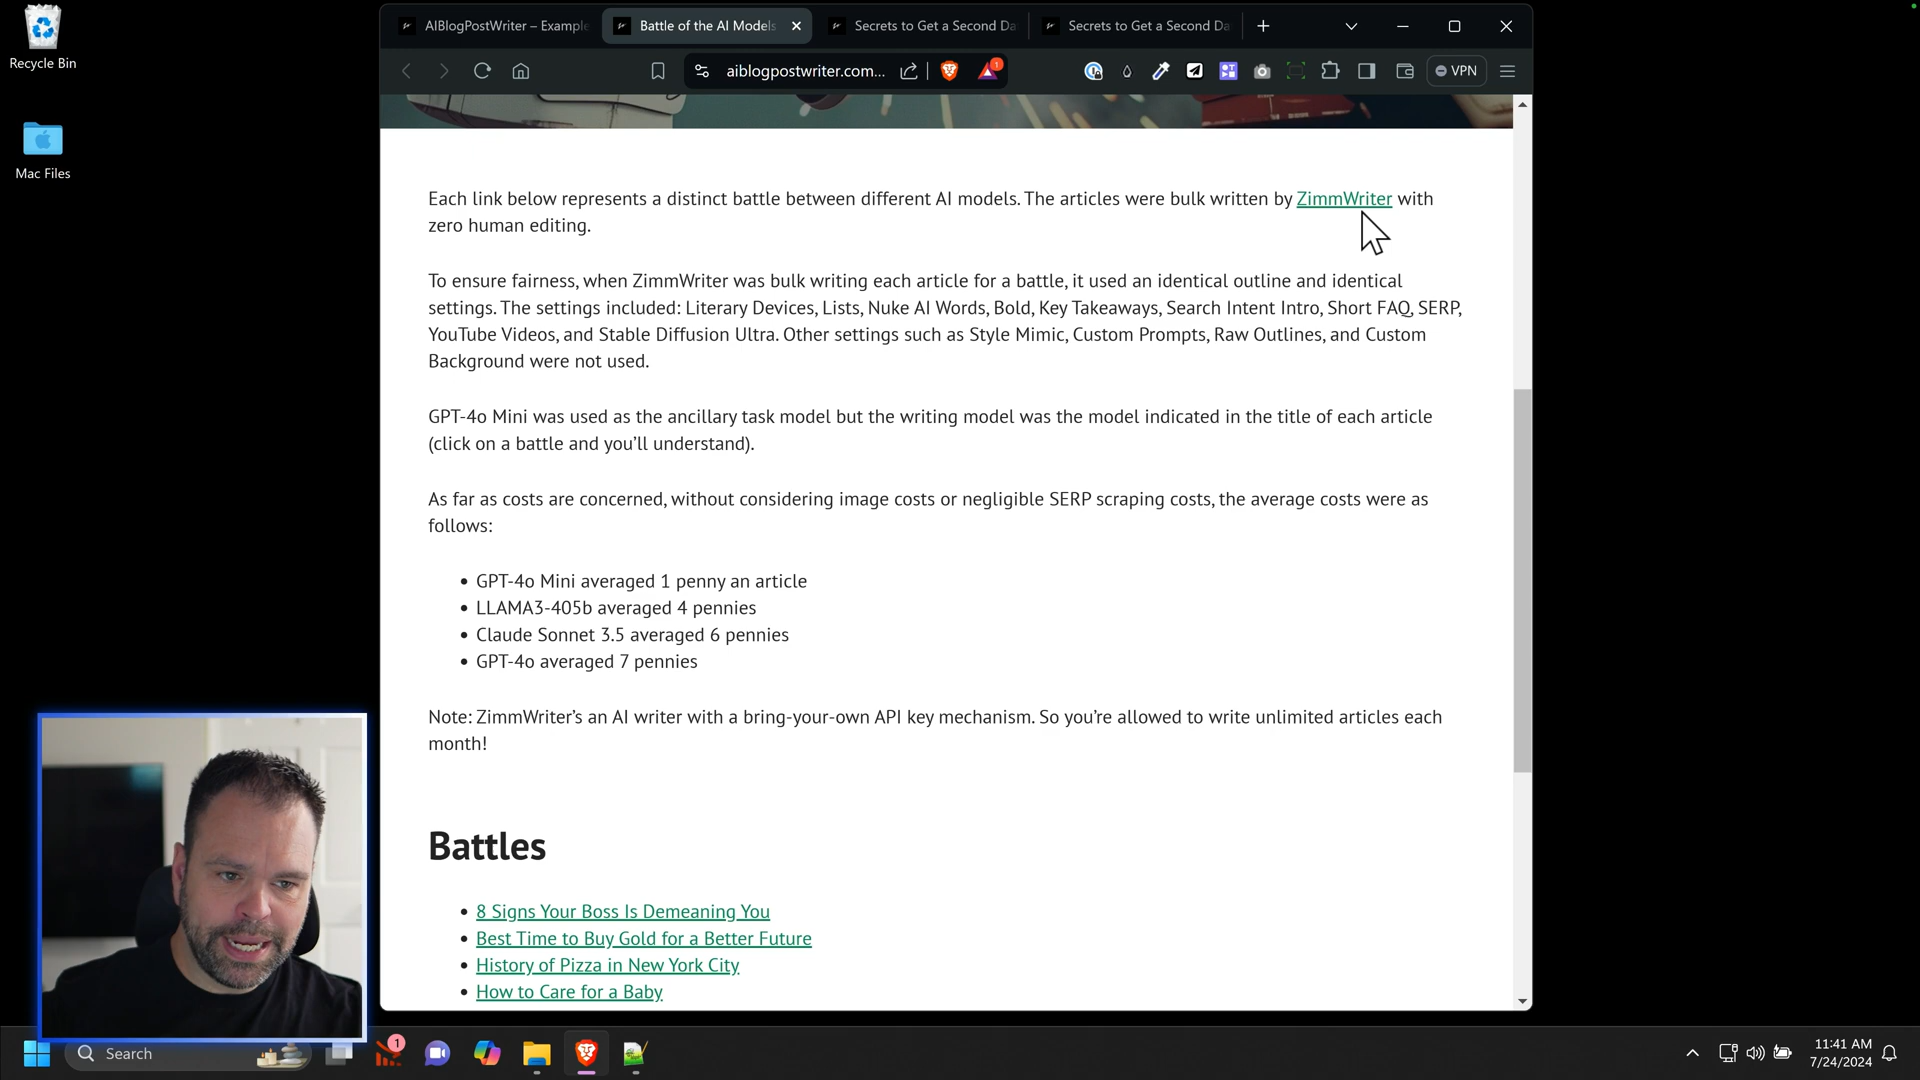 Recycle Bin
Mac Files
AIBlogPostWriter – Example
Battle of the AI Models
Secrets to Get a Second Da
Secrets to Get a Second Da
aiblogpostwriter.com...
1
VPN
Each link below represents a distinct battle between different AI models. The articles were bulk written by ZimmWriter with
zero human editing.
To ensure fairness, when ZimmWriter was bulk writing each article for a battle, it used an identical outline and identical
settings. The settings included: Literary Devices, Lists, Nuke AI Words, Bold, Key Takeaways, Search Intent Intro, Short FAQ, SERP,
YouTube Videos, and Stable Diffusion Ultra. Other settings such as Style Mimic, Custom Prompts, Raw Outlines, and Custom
Background were not used.
GPT-4o Mini was used as the ancillary task model but the writing model was the model indicated in the title of each article
(click on a battle and you’ll understand).
As far as costs are concerned, without considering image costs or negligible SERP scraping costs, the average costs were as
follows:
• GPT-4o Mini averaged 1 penny an article
• LLAMA3-405b averaged 4 pennies
• Claude Sonnet 3.5 averaged 6 pennies
• GPT-4o averaged 7 pennies
Note: ZimmWriter’s an AI writer with a bring-your-own API key mechanism. So you’re allowed to write unlimited articles each
month!
Battles
• 8 Signs Your Boss Is Demeaning You
• Best Time to Buy Gold for a Better Future
• History of Pizza in New York City
• How to Care for a Baby
Search
1
11:41 AM
7/24/2024